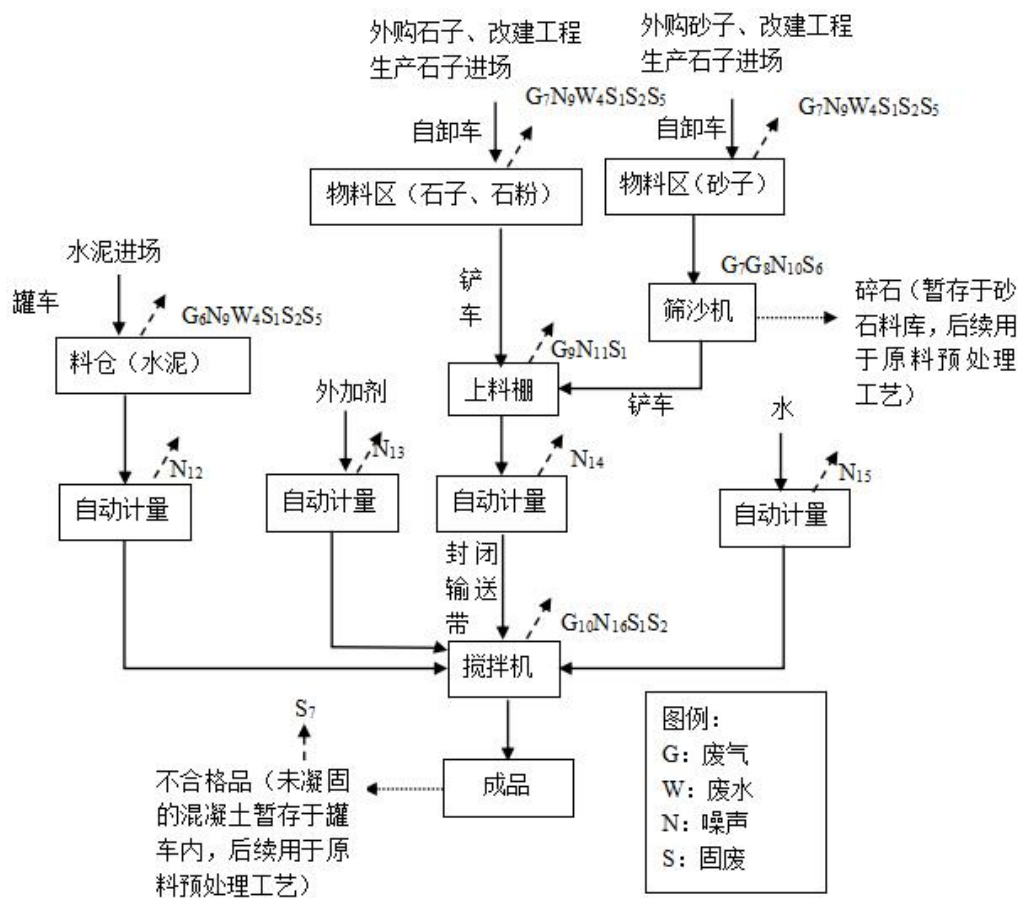 外购石子、改建工程
生产石子进场
外购砂子、改建工程
生产石子进场
G₇N₉W₄S₁S₂S₅
G₇N₉W₄S₁S₂S₅
自卸车
自卸车
物料区（石子、石粉）
物料区（砂子）
水泥进场
罐车
G₆N₉W₄S₁S₂S₅
料仓（水泥）
铲
车
G₇G₈N₁₀S₆
筛沙机
碎石（暂存于砂
石料库，后续用
于原料预处理
工艺）
G₉N₁₁S₁
上料棚
铲车
外加剂
水
N₁₂
N₁₃
N₁₄
N₁₅
自动计量
自动计量
自动计量
自动计量
封闭
输送
带
G₁₀N₁₆S₁S₂
搅拌机
S₇
不合格品（未凝固
的混凝土暂存于罐
车内，后续用于原
料预处理工艺）
成品
图例：
G：废气
W：废水
N：噪声
S：固废